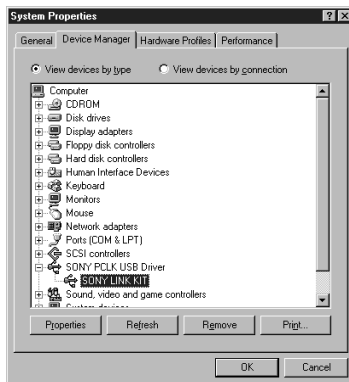 System Properties
General Device Manager Hardware Profiles Performance
View devices by type View devices by connection
Computer
CDROM
Disk drives
Display adapters
Floppy disk controllers
Hard disk controllers
Human Interface Devices
Keyboard
Monitors
Mouse
Network adapters
Ports (COM & LPT)
SCSI controllers
SONY PCLK USB Driver
SONY LINK KIT
Sound, video and game controllers
System devices
Properties Refresh Remove Print...
OK Cancel